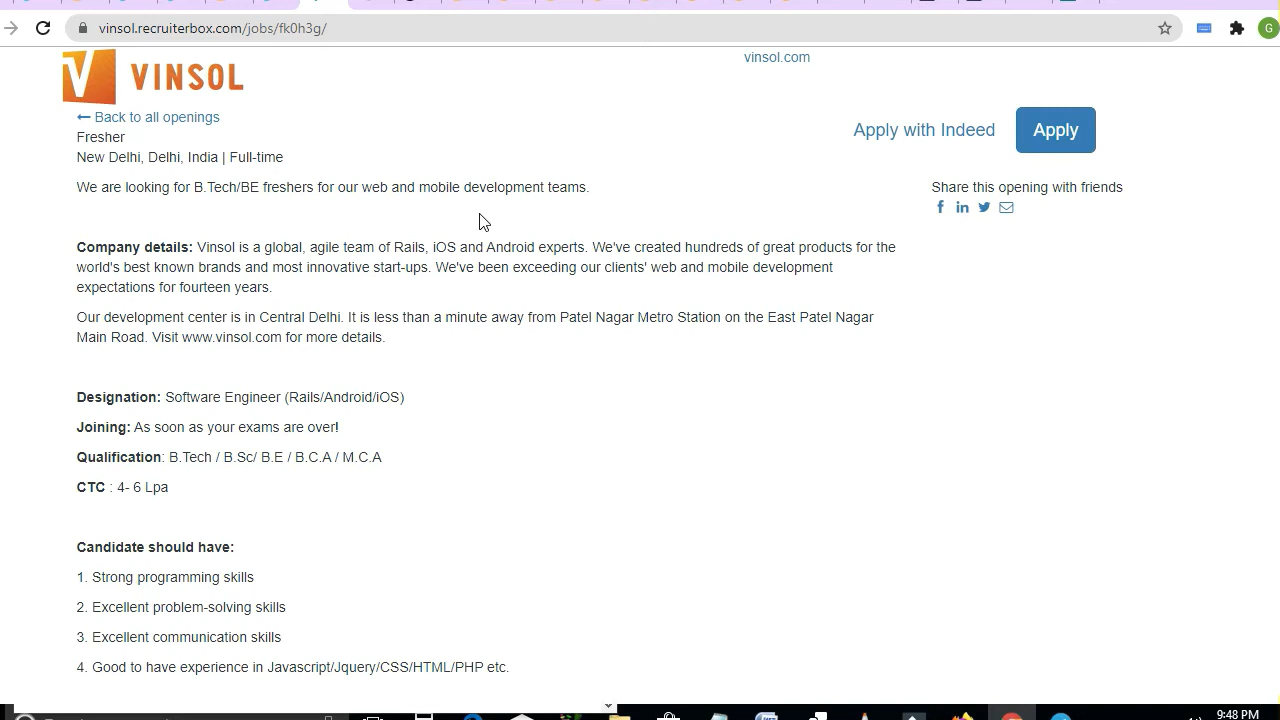 vinsol.recruiterbox.com/jobs/fk0h3g/
G
VINSOL
vinsol.com
← Back to all openings
Fresher
New Delhi, Delhi, India | Full-time
Apply with Indeed
Apply
We are looking for B.Tech/BE freshers for our web and mobile development teams.
Share this opening with friends
Company details: Vinsol is a global, agile team of Rails, iOS and Android experts. We've created hundreds of great products for the
world's best known brands and most innovative start-ups. We've been exceeding our clients' web and mobile development
expectations for fourteen years.
Our development center is in Central Delhi. It is less than a minute away from Patel Nagar Metro Station on the East Patel Nagar
Main Road. Visit www.vinsol.com for more details.
Designation: Software Engineer (Rails/Android/iOS)
Joining: As soon as your exams are over!
Qualification: B.Tech / B.Sc/ B.E / B.C.A / M.C.A
CTC : 4- 6 Lpa
Candidate should have:
1. Strong programming skills
2. Excellent problem-solving skills
3. Excellent communication skills
4. Good to have experience in Javascript/Jquery/CSS/HTML/PHP etc.
9:48 PM